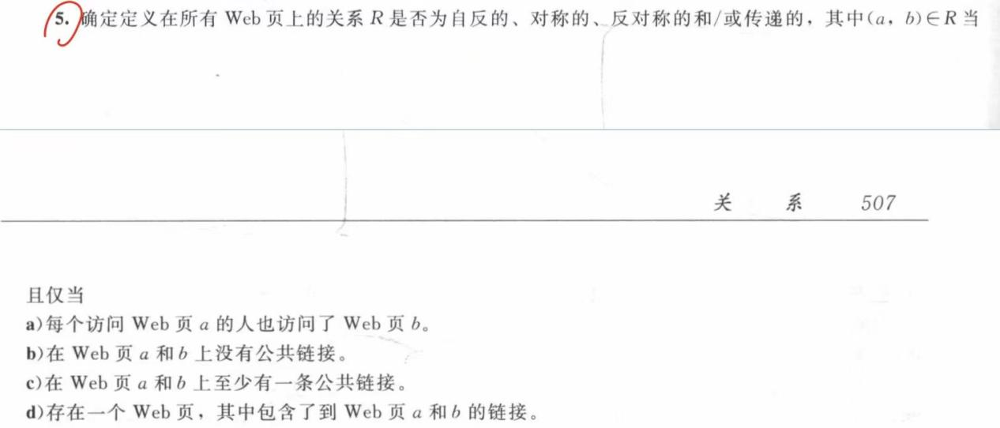 5. 确定定义在所有 Web 页上的关系 R 是否为自反的、对称的、反对称的和/或传递的，其中(a，b)∈R 当
关 系 507
且仅当
a)每个访问 Web 页 a 的人也访问了 Web 页 b。
b)在 Web 页 a 和 b 上没有公共链接。
c)在 Web 页 a 和 b 上至少有一条公共链接。
d)存在一个 Web 页，其中包含了到 Web 页 a 和 b 的链接。